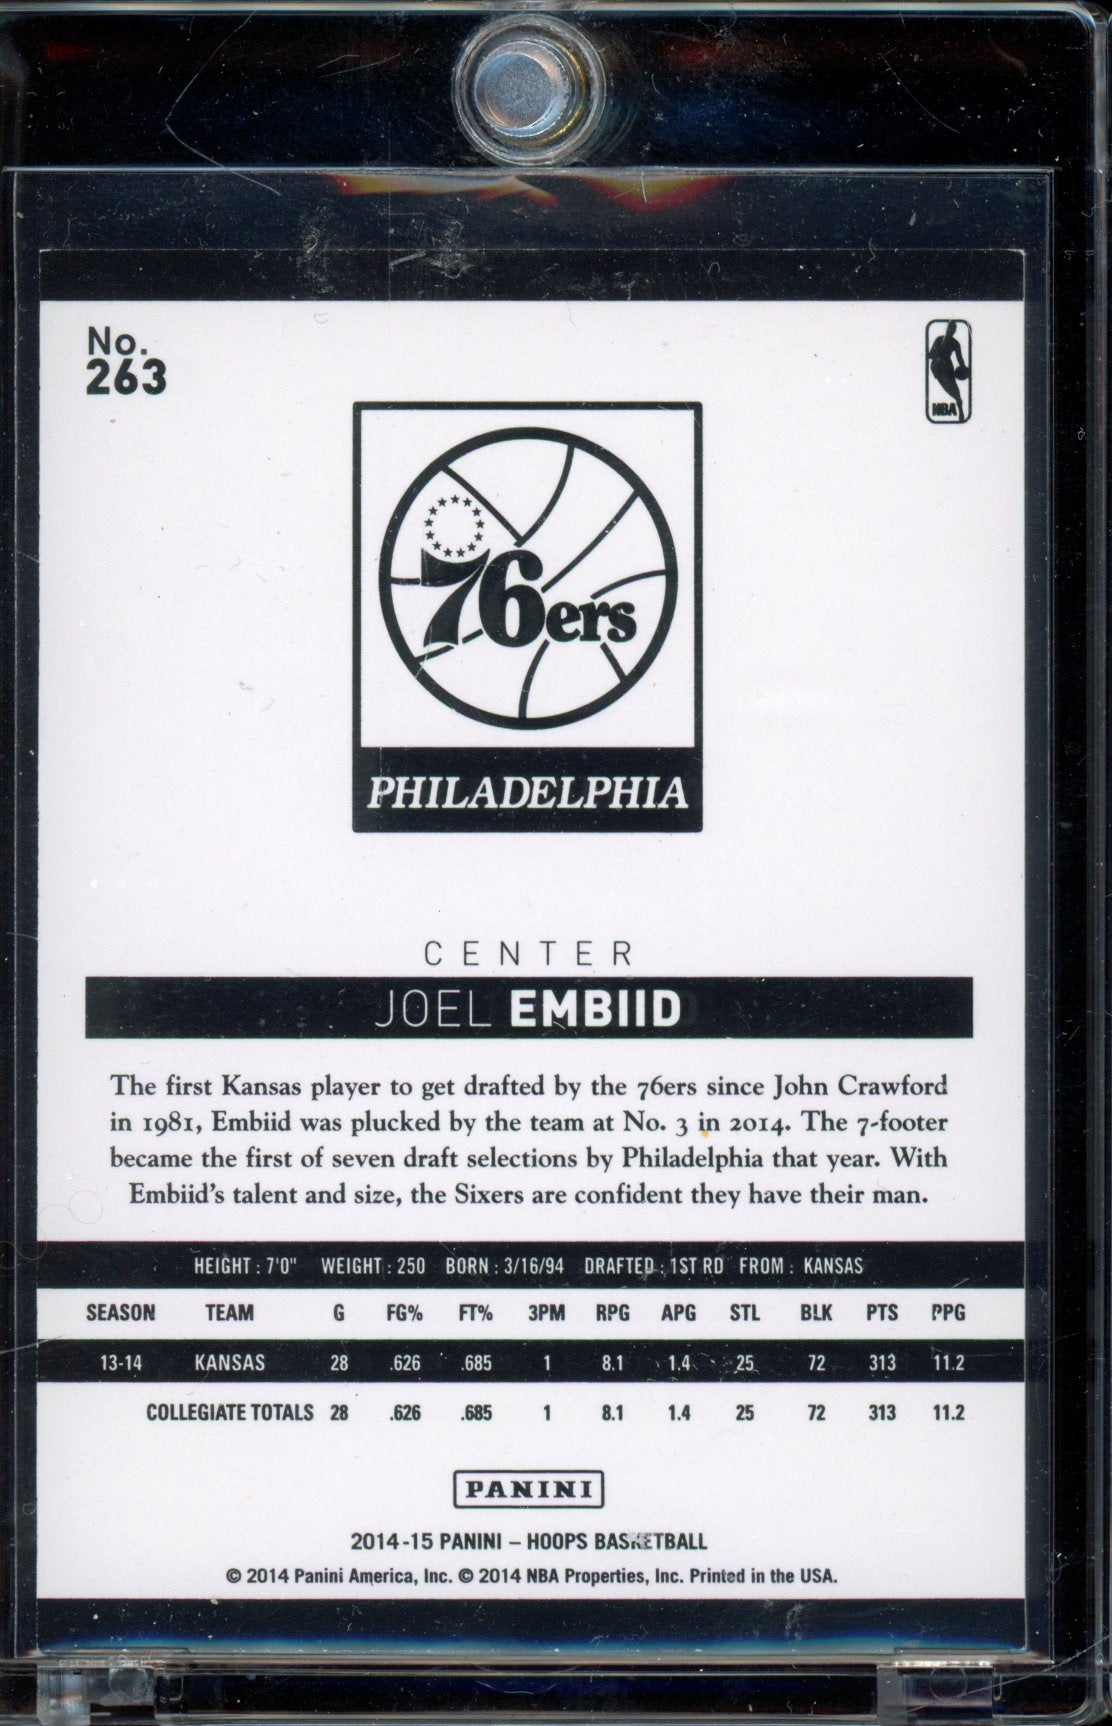 No.
263
NBA
76ers
PHILADELPHIA
CENTER
JOEL EMBIID
The first Kansas player to get drafted by the 76ers since John Crawford
in 1981, Embiid was plucked by the team at No. 3 in 2014. The 7-footer
became the first of seven draft selections by Philadelphia that year. With
Embiid's talent and size, the Sixers are confident they have their man.
HEIGHT : 7'0" WEIGHT : 250 BORN : 3/16/94 DRAFTED : 1ST RD FROM : KANSAS
SEASON TEAM G FG% FT% 3PM RPG APG STL BLK PTS PPG
13-14 KANSAS 28 .626 .685 1 8.1 1.4 25 72 313 11.2
COLLEGIATE TOTALS 28 .626 .685 1 8.1 1.4 25 72 313 11.2
PANINI
2014-15 PANINI – HOOPS BASKETBALL
© 2014 Panini America, Inc. © 2014 NBA Properties, Inc. Printed in the USA.